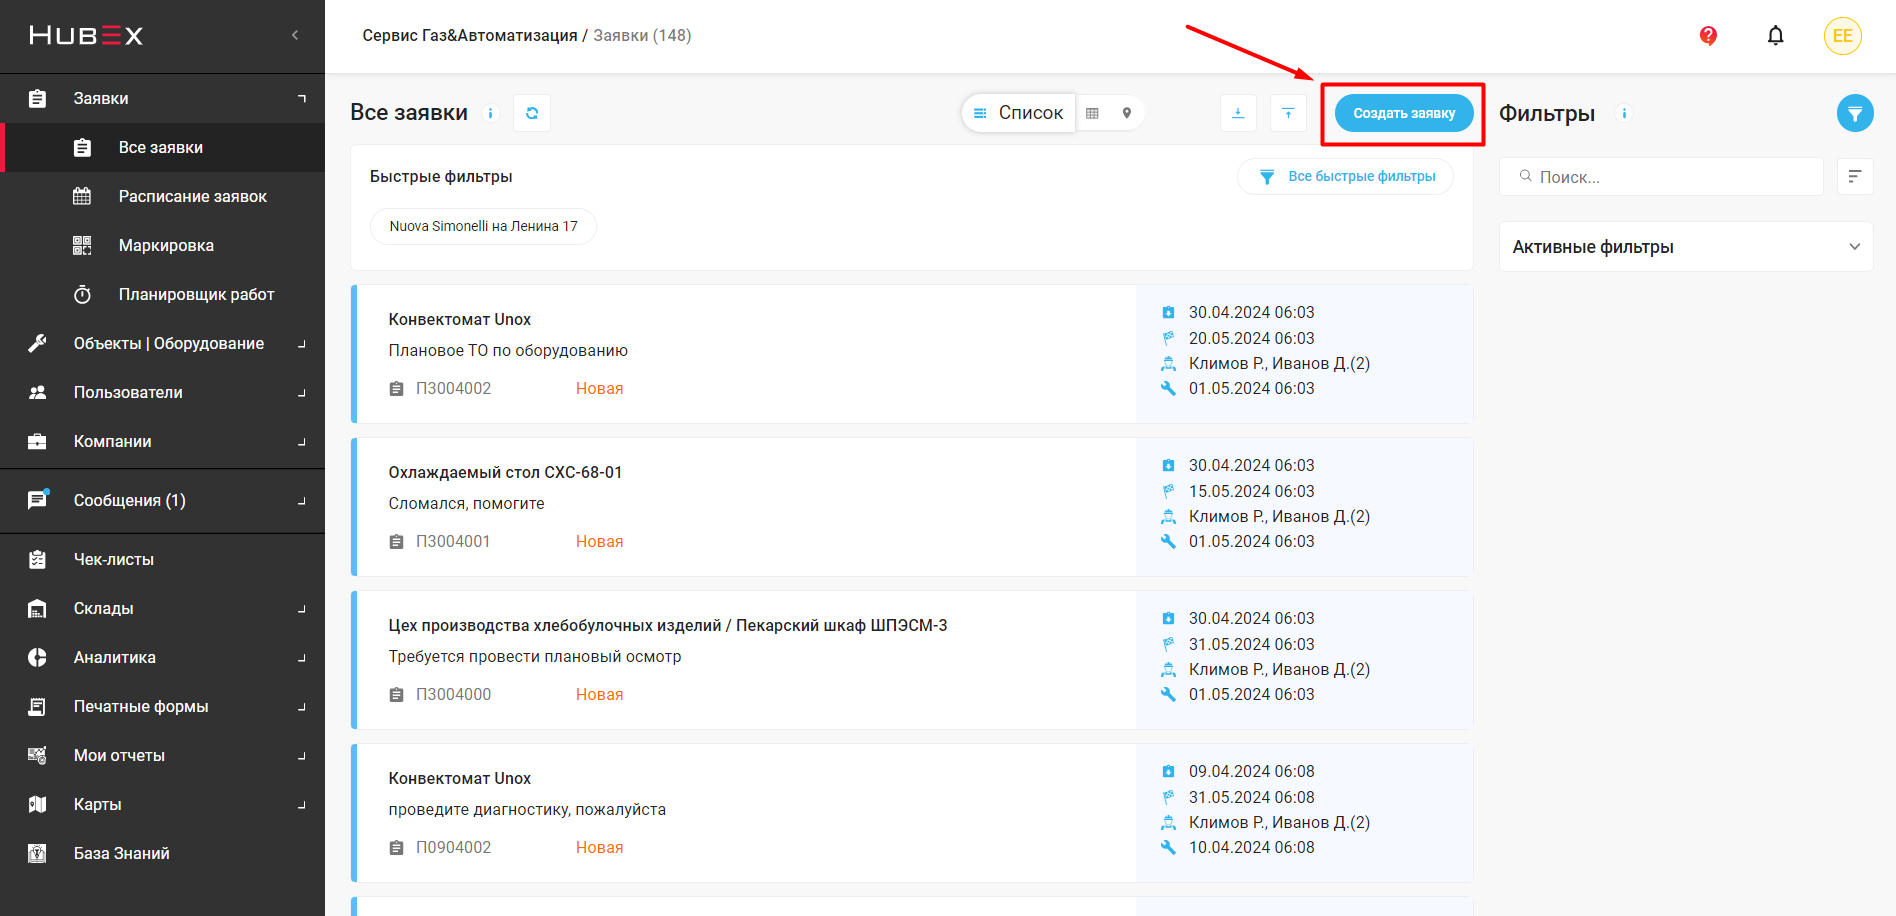 HUBEX
Заявки
Все заявки
Расписание заявок
Маркировка
Планировщик работ
Объекты | Оборудование
Пользователи
Компании
Сообщения (1)
Чек-листы
Склады
Аналитика
Печатные формы
Мои отчеты
Карты
База Знаний
Сервис Газ&Автоматизация / Заявки (148)
?
EE
Все заявки
i
Список
Создать заявку
Быстрые фильтры
Все быстрые фильтры
Nuova Simonelli на Ленина 17
Конвектомат Unox
Плановое ТО по оборудованию
П3004002 Новая
30.04.2024 06:03
20.05.2024 06:03
Климов Р., Иванов Д.(2)
01.05.2024 06:03
Охлаждаемый стол СХС-68-01
Сломался, помогите
П3004001 Новая
30.04.2024 06:03
15.05.2024 06:03
Климов Р., Иванов Д.(2)
01.05.2024 06:03
Цех производства хлебобулочных изделий / Пекарский шкаф ШПЭСМ-3
Требуется провести плановый осмотр
П3004000 Новая
30.04.2024 06:03
31.05.2024 06:03
Климов Р., Иванов Д.(2)
01.05.2024 06:03
Конвектомат Unox
проведите диагностику, пожалуйста
П0904002 Новая
09.04.2024 06:08
31.05.2024 06:08
Климов Р., Иванов Д.(2)
10.04.2024 06:08
Фильтры
i
Поиск...
Активные фильтры